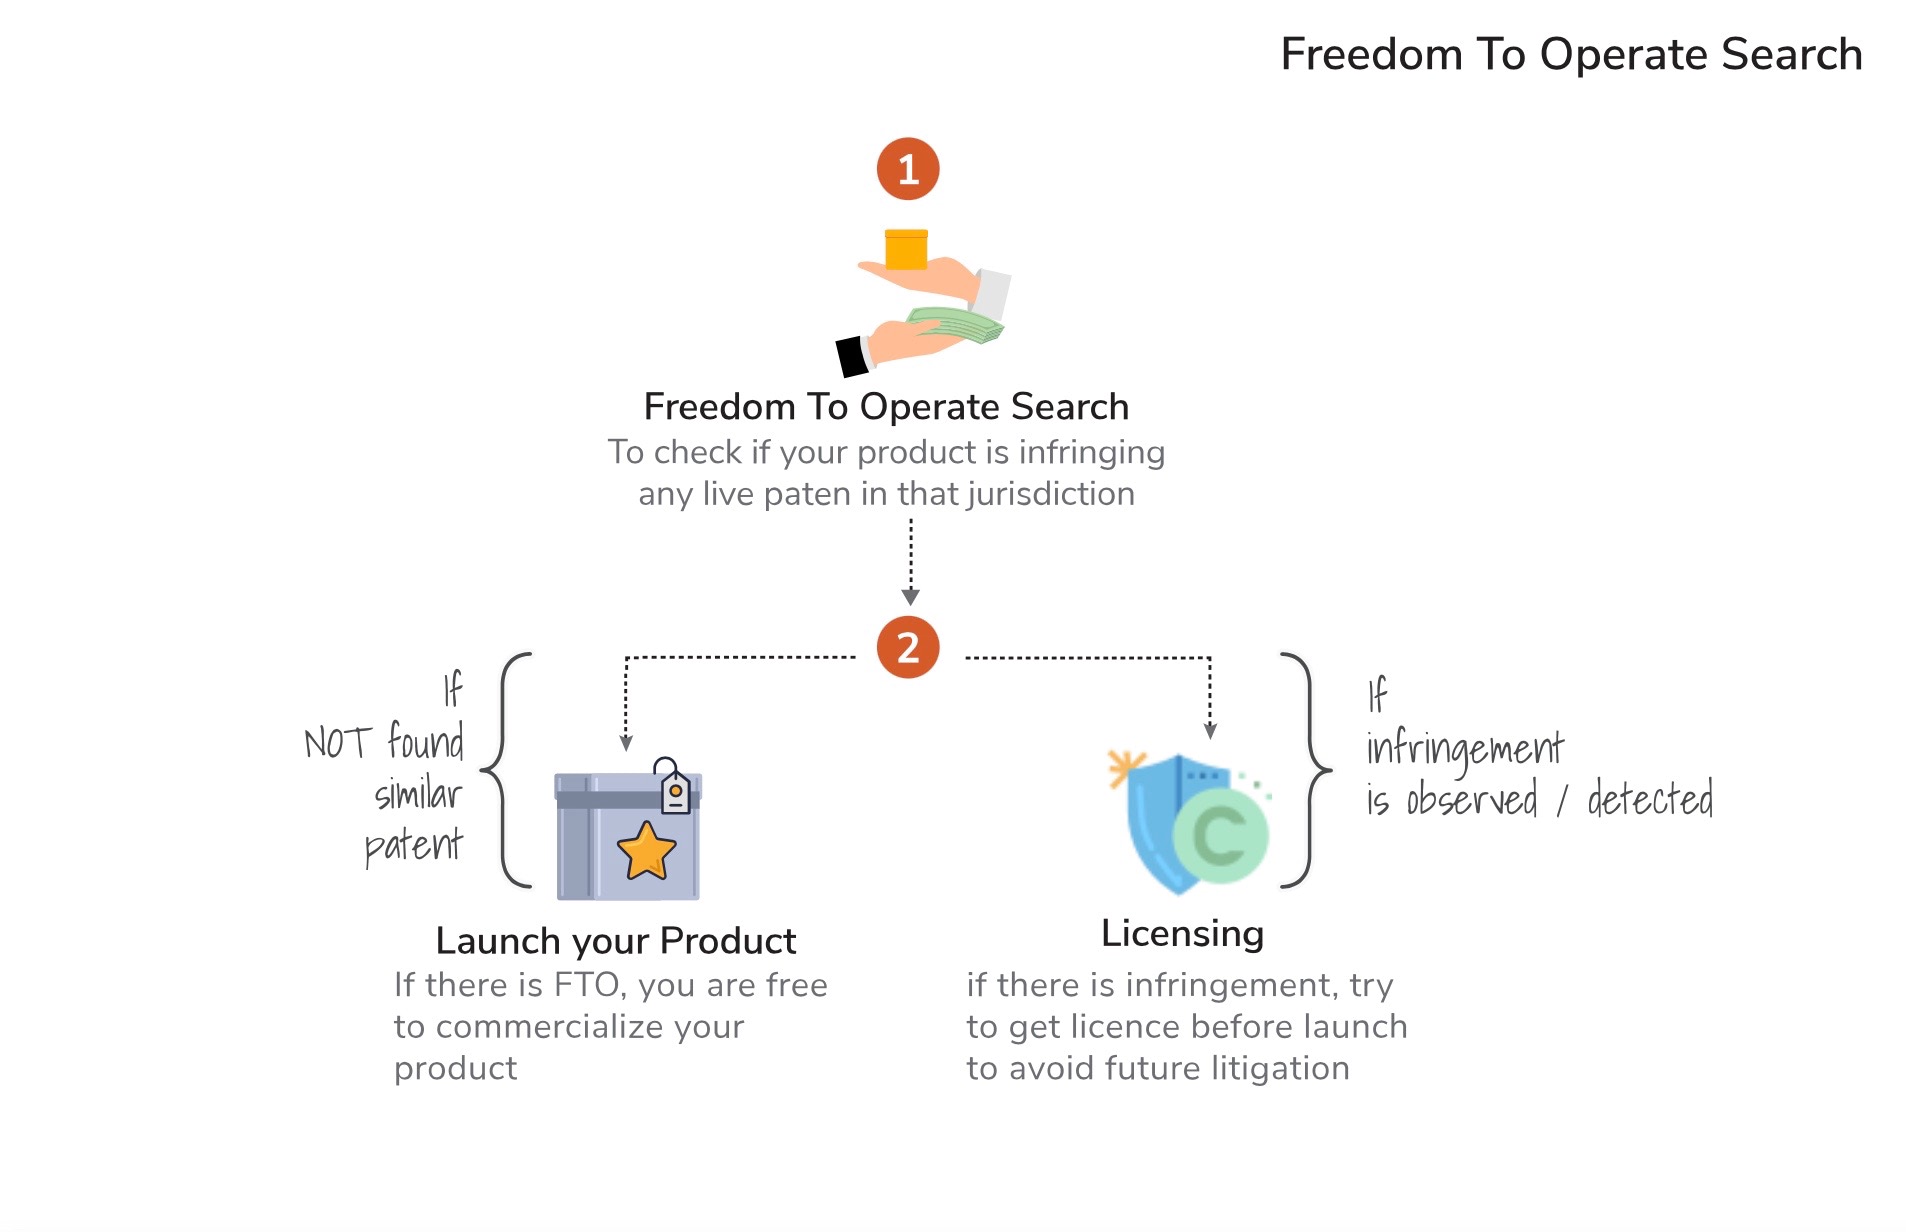 Freedom To Operate Search
1
Freedom To Operate Search
To check if your product is infringing
any live paten in that jurisdiction
2
If
NOT found
similar
patent
If
infringement
is observed / detected
C
Launch your Product
If there is FTO, you are free
to commercialize your
product
Licensing
if there is infringement, try
to get licence before launch
to avoid future litigation